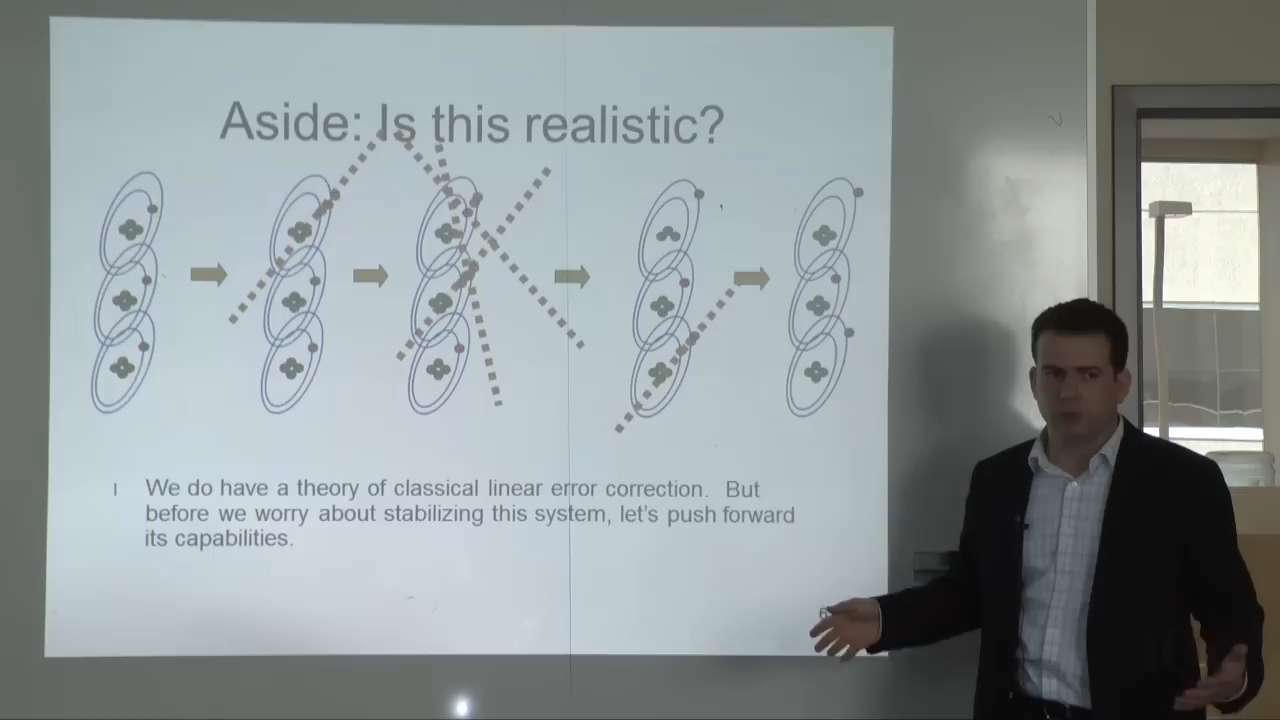 Aside: Is this realistic?
We do have a theory of classical linear error correction. But
before we worry about stabilizing this system, let's push forward
its capabilities.